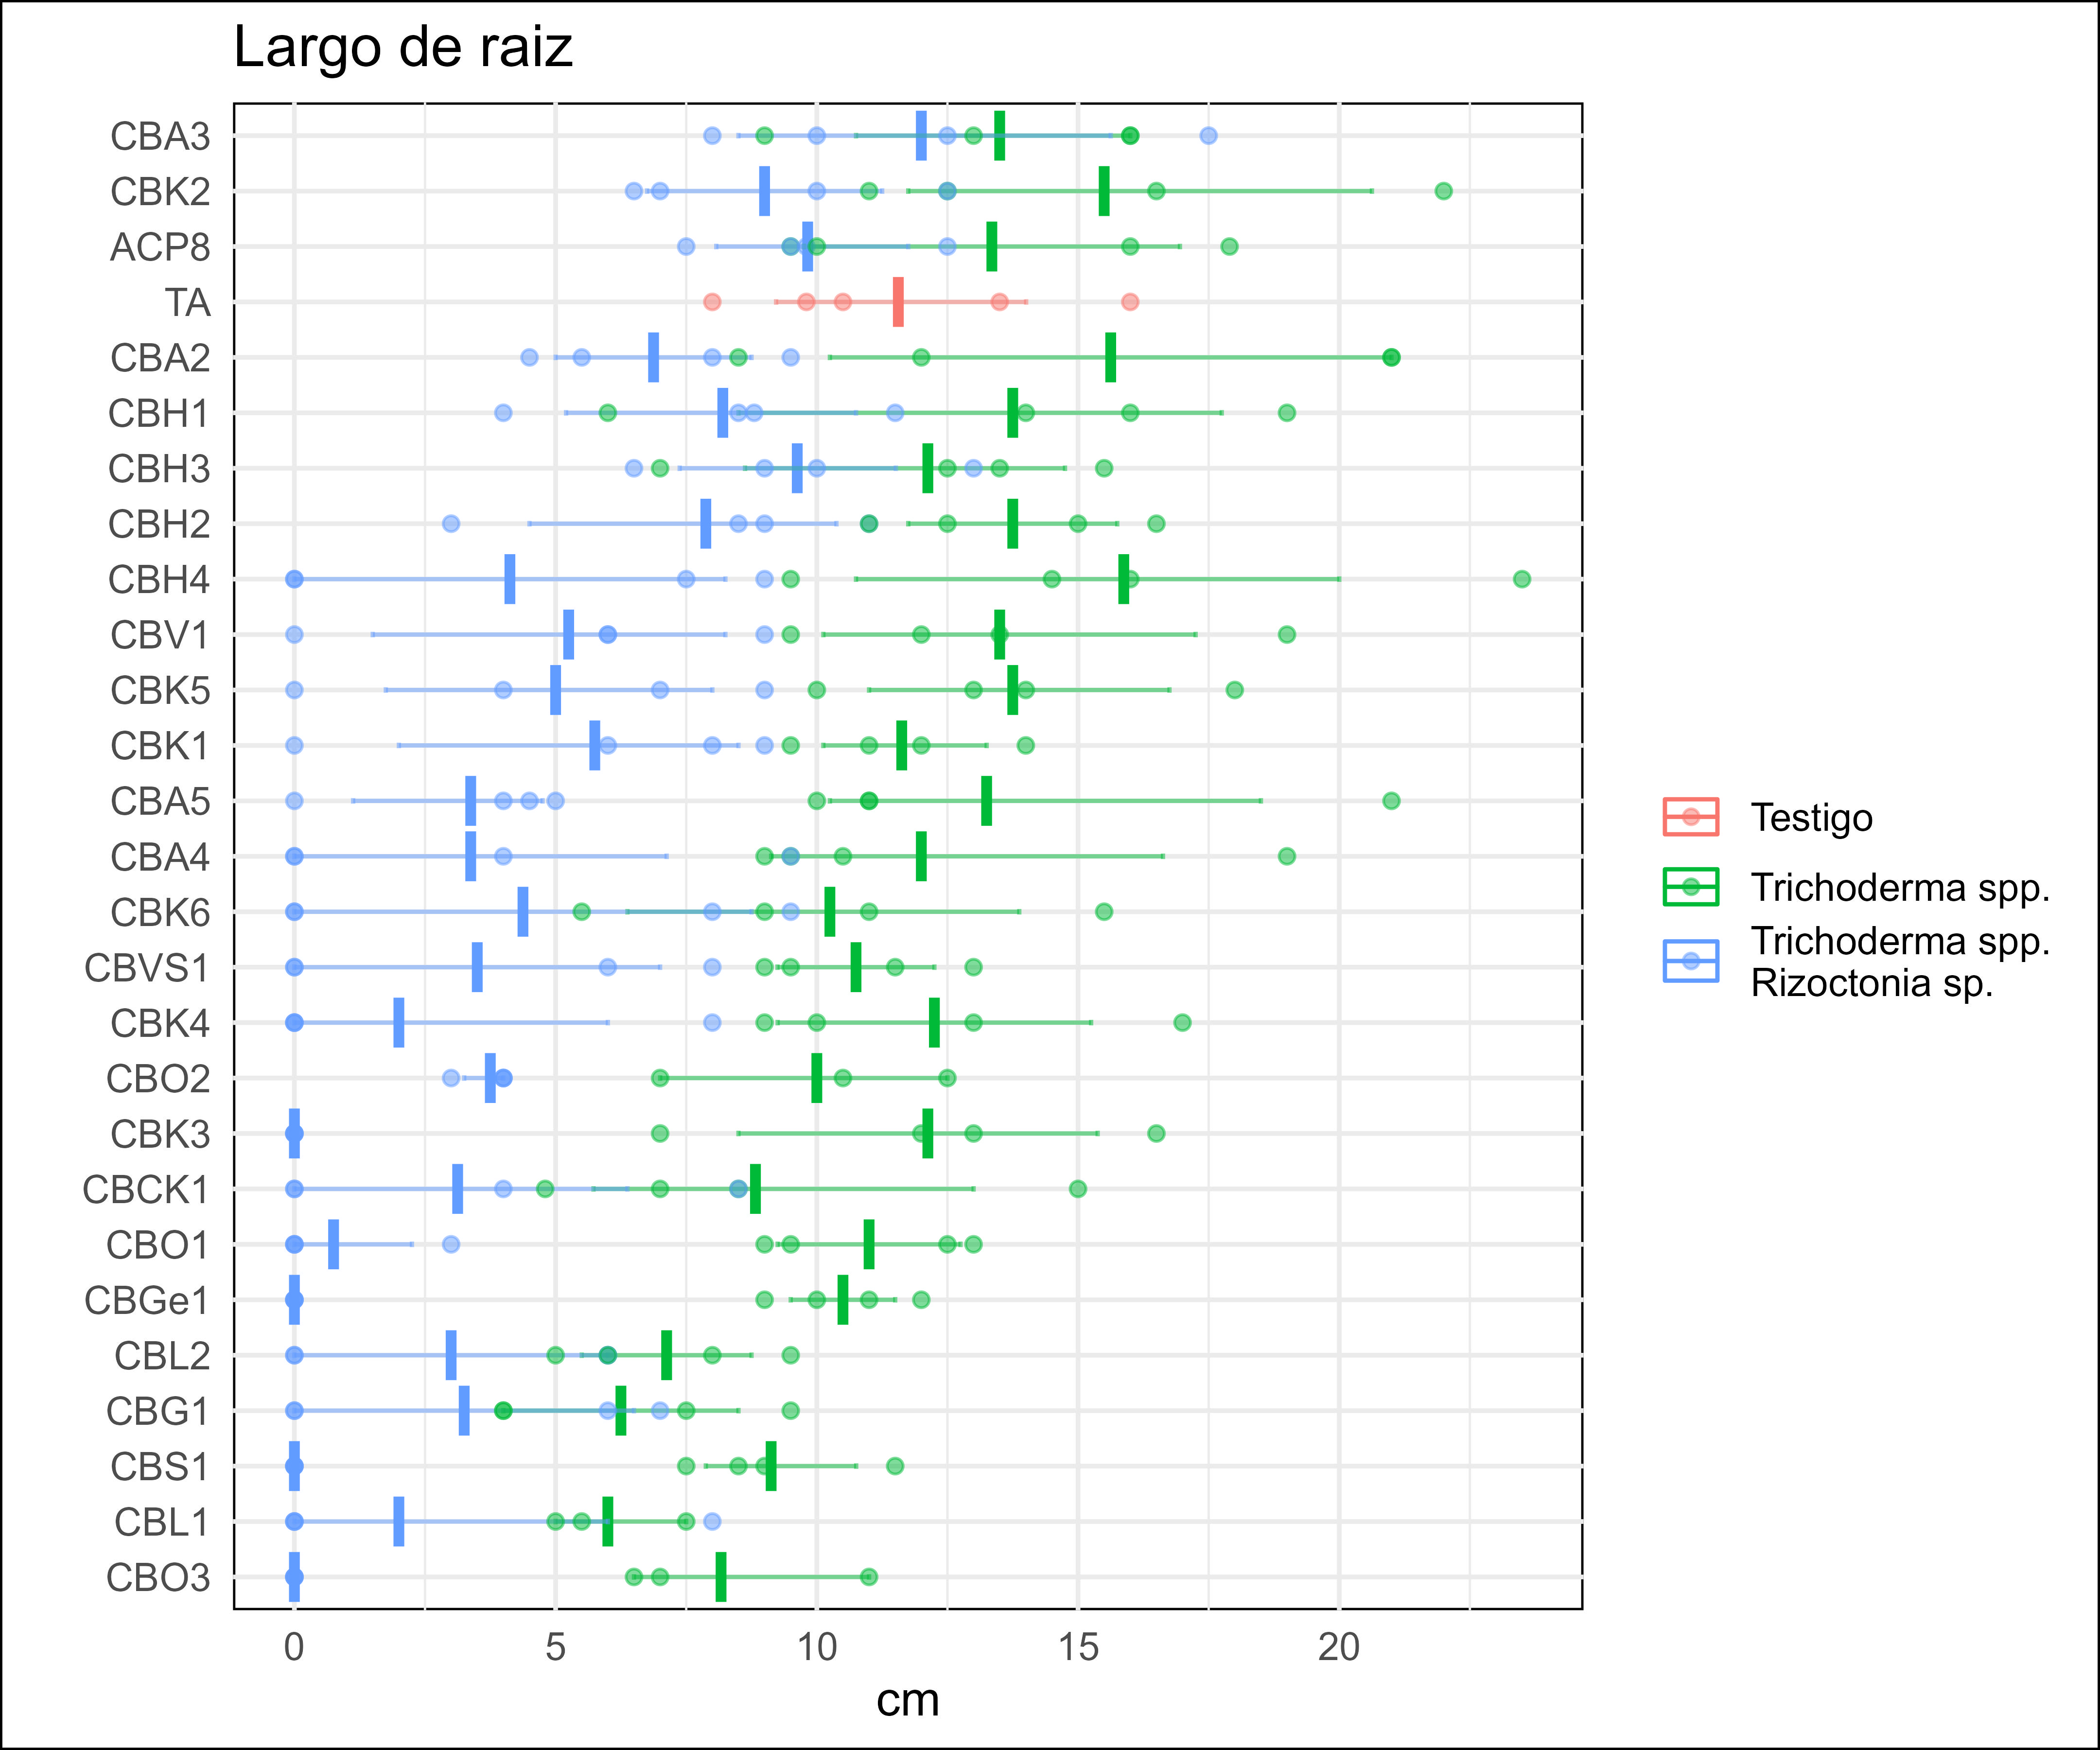 Largo de raiz
CBA3
CBK2
ACP8
TA
CBA2
CBH1
CBH3
CBH2
CBH4
CBV1
CBK5
CBK1
CBA5
CBA4
CBK6
CBVS1
CBK4
CBO2
CBK3
CBCK1
CBO1
CBGe1
CBL2
CBG1
CBS1
CBL1
CBO3
0 5 10 15 20
cm
Testigo
Trichoderma spp.
Trichoderma spp.
Rizoctonia sp.